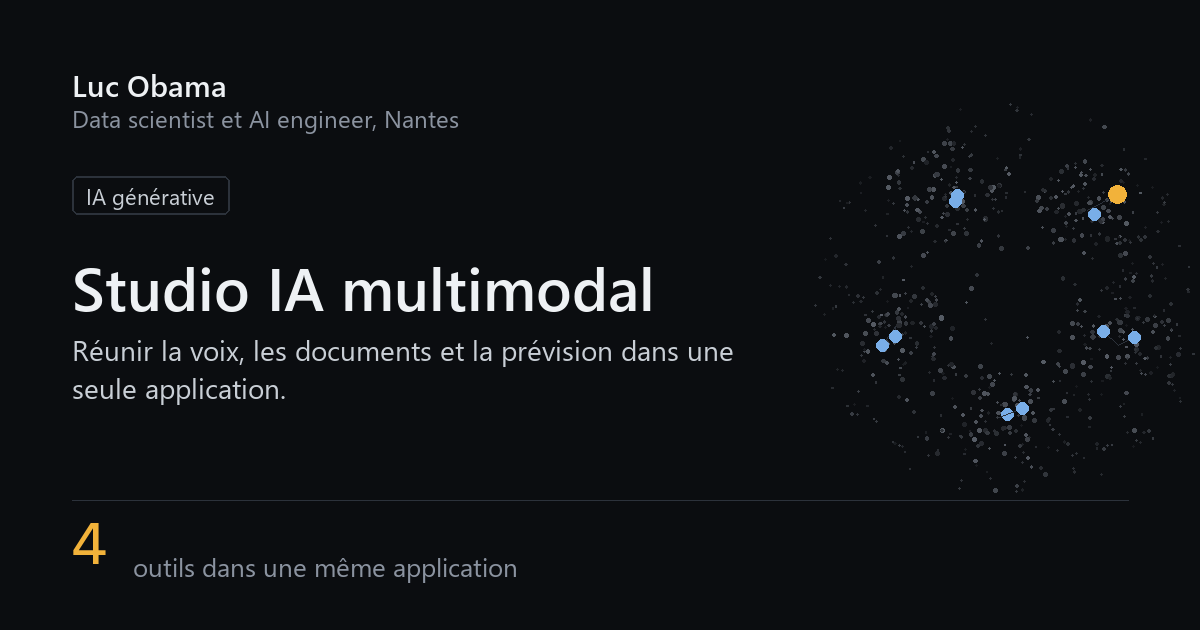 Luc Obama
Data scientist et AI engineer, Nantes
IA générative
Studio IA multimodal
Réunir la voix, les documents et la prévision dans une
seule application.
4
outils dans une même application